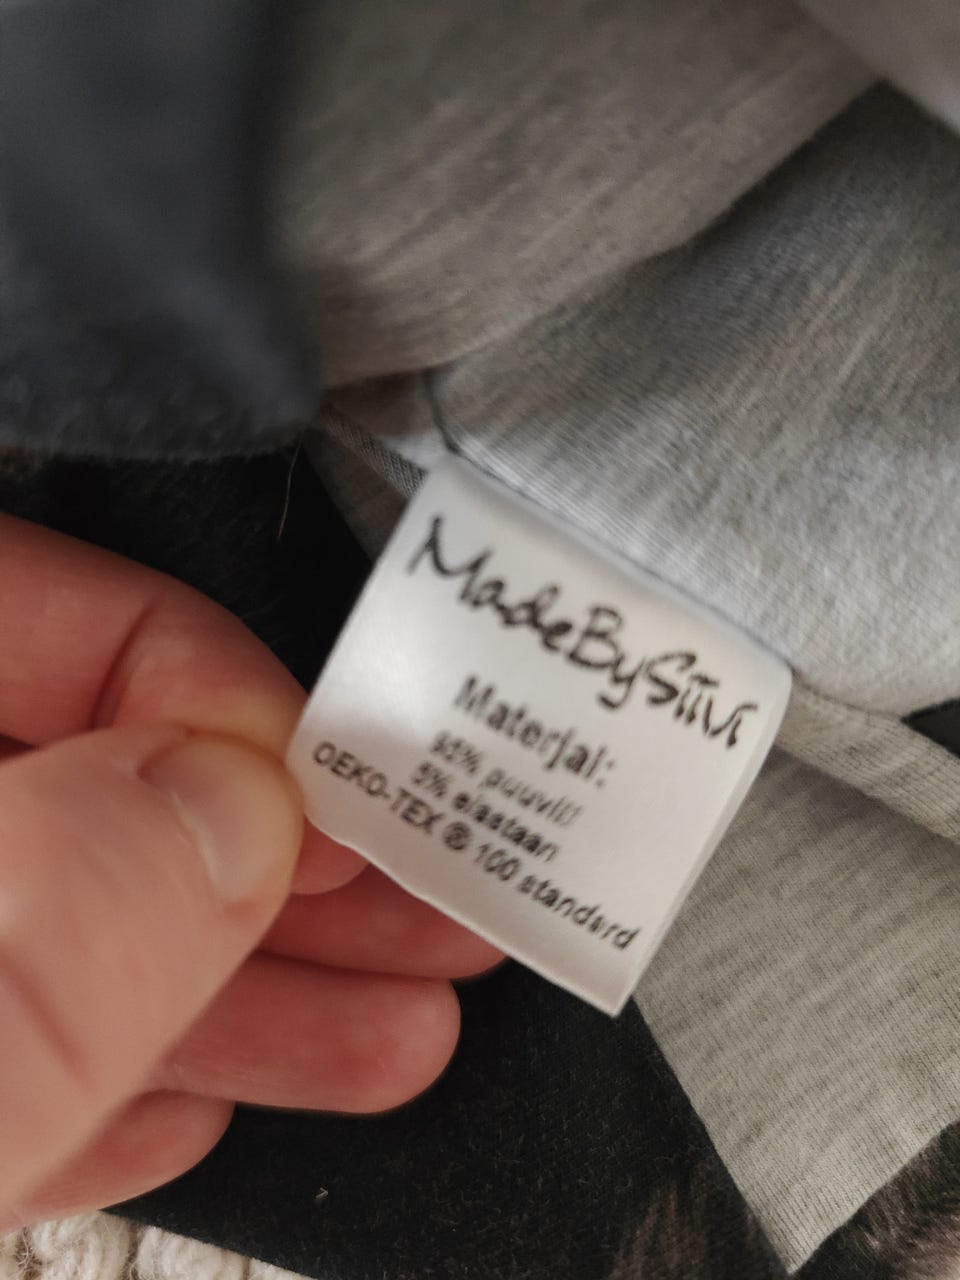 MadeBySiivi
Materjal:
95% puuvill
5% elastaan
OEKO-TEX ® 100 standard